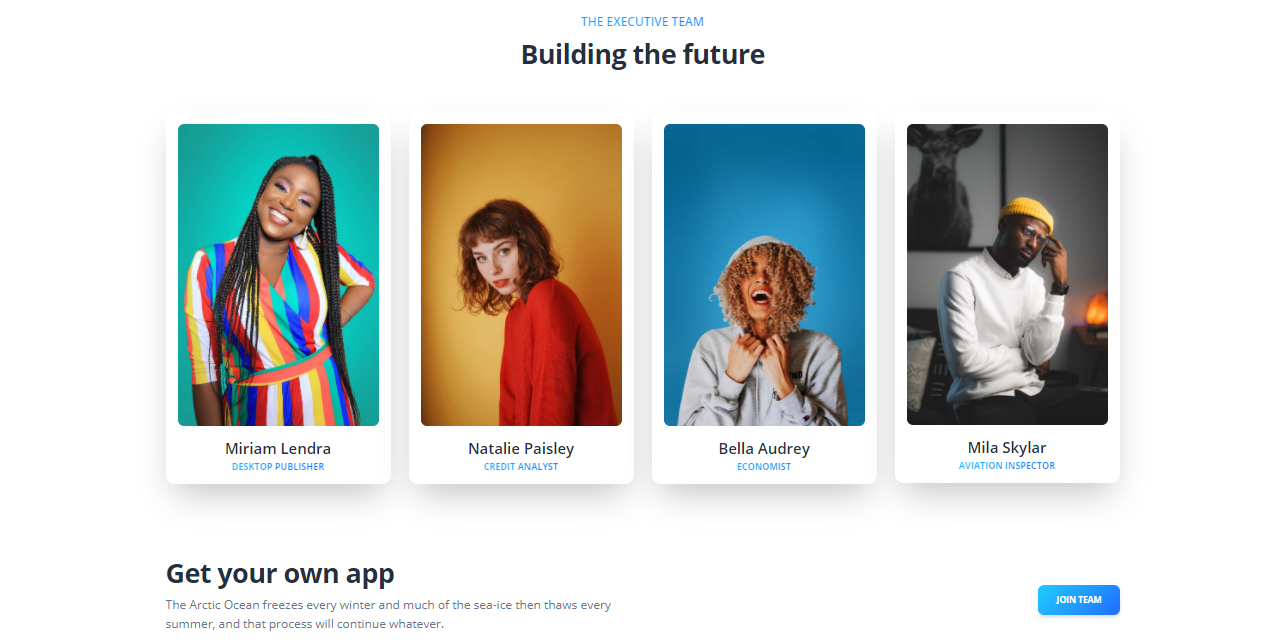 THE EXECUTIVE TEAM
Building the future
Miriam Lendra
DESKTOP PUBLISHER
Natalie Paisley
CREDIT ANALYST
Bella Audrey
ECONOMIST
Mila Skylar
AVIATION INSPECTOR
Get your own app
The Arctic Ocean freezes every winter and much of the sea-ice then thaws every
summer, and that process will continue whatever.
JOIN TEAM